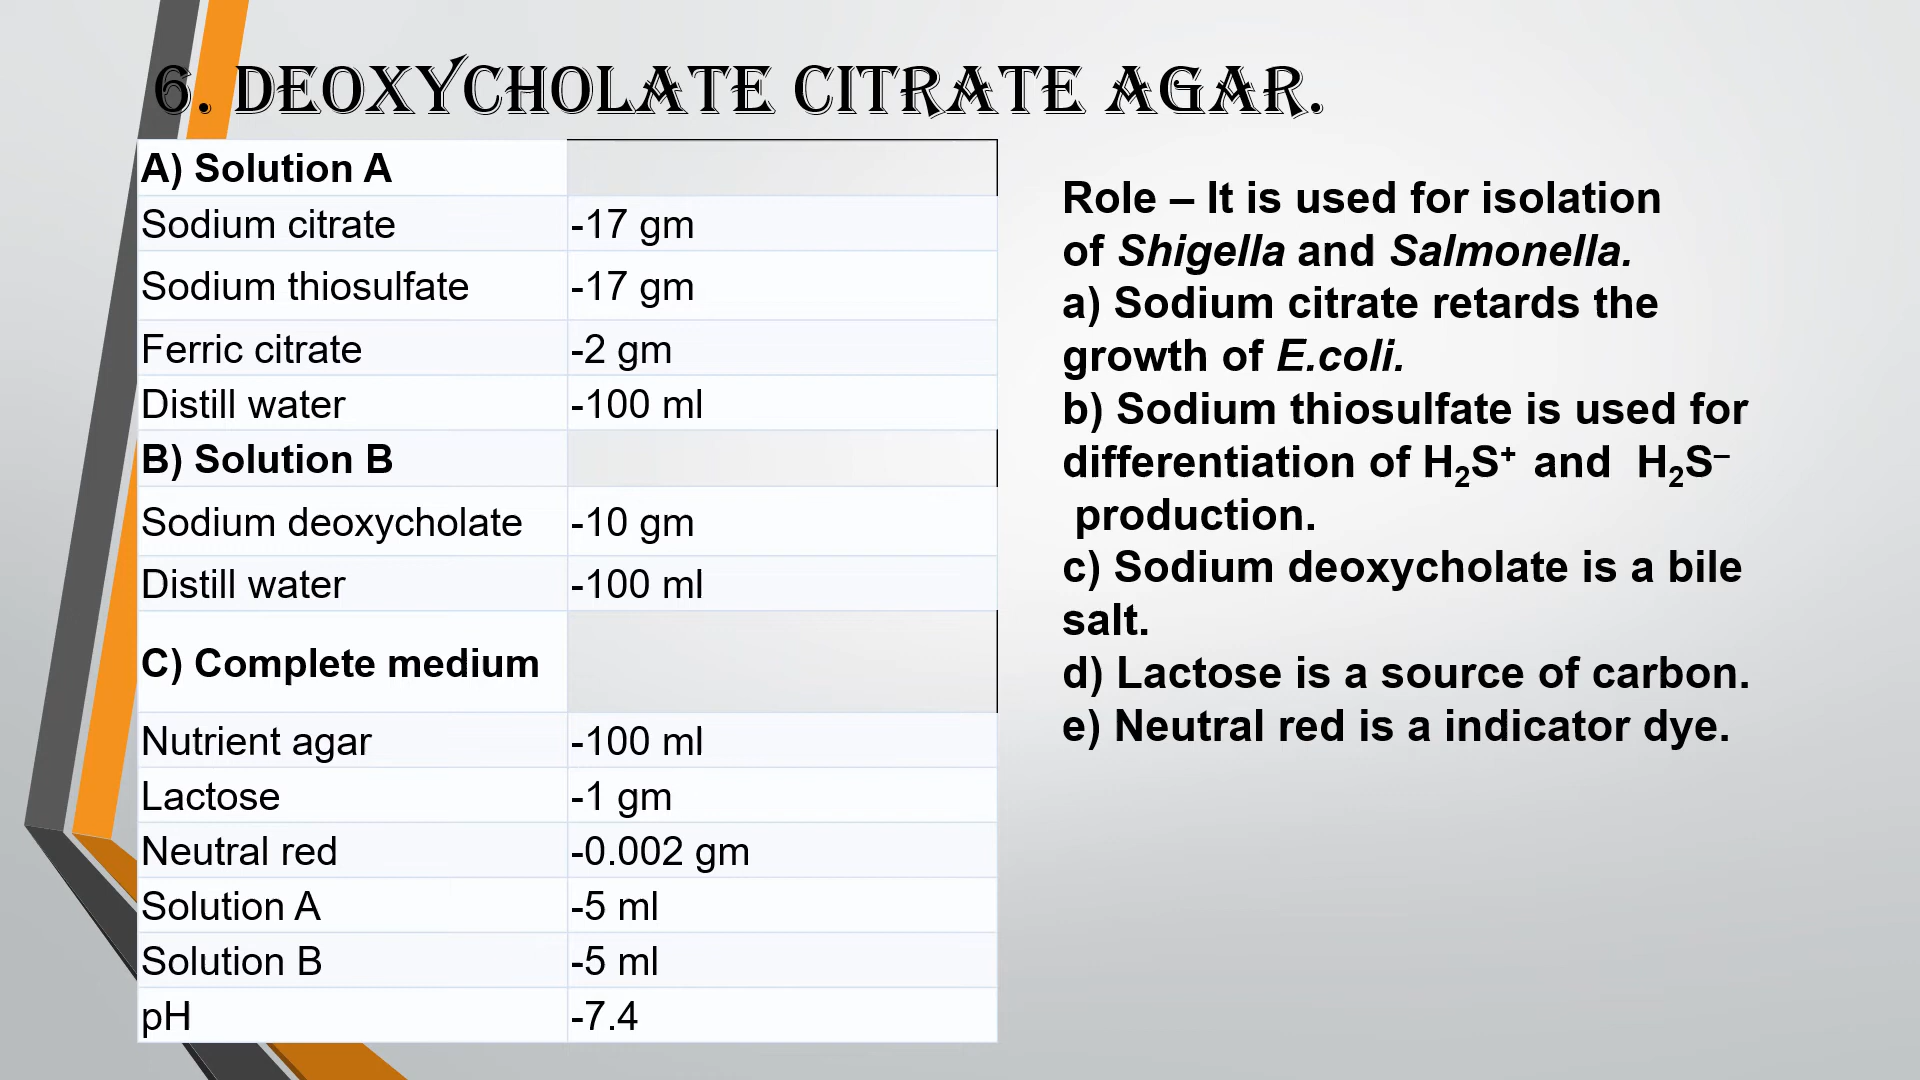 6. DEOXYCHOLATE CITRATE AGAR.
A) Solution A
Sodium citrate -17 gm
Sodium thiosulfate -17 gm
Ferric citrate -2 gm
Distill water -100 ml
B) Solution B
Sodium deoxycholate -10 gm
Distill water -100 ml
C) Complete medium
Nutrient agar -100 ml
Lactose -1 gm
Neutral red -0.002 gm
Solution A -5 ml
Solution B -5 ml
pH -7.4
Role – It is used for isolation
of Shigella and Salmonella.
a) Sodium citrate retards the
growth of E.coli.
b) Sodium thiosulfate is used for
differentiation of H₂S⁺ and H₂S⁻
production.
c) Sodium deoxycholate is a bile
salt.
d) Lactose is a source of carbon.
e) Neutral red is a indicator dye.